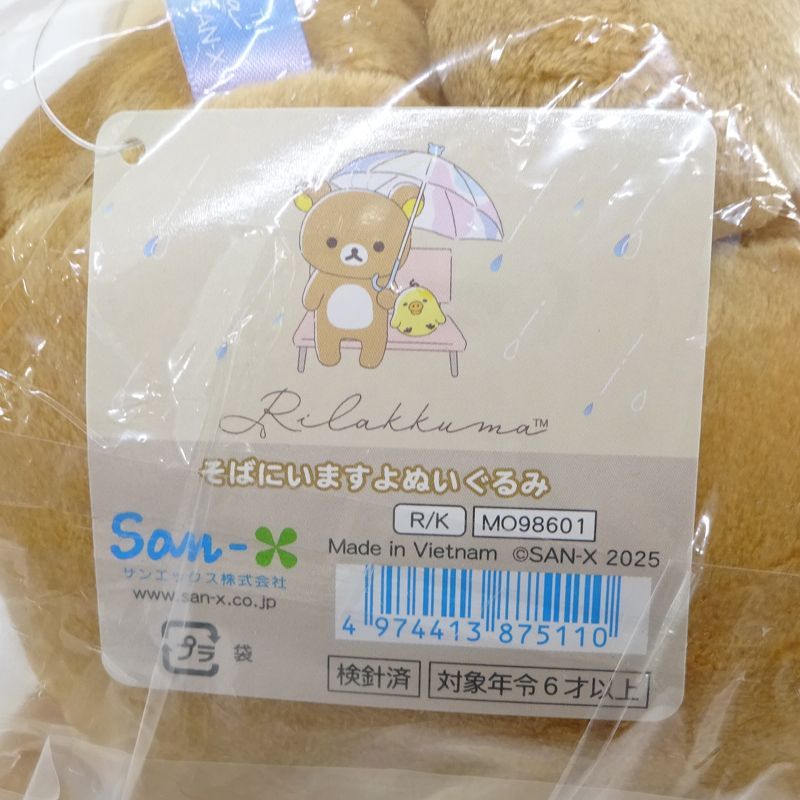 SAN-X
Rilakkuma™
そばにいますよぬいぐるみ
R/K MO98601
San-X
サンエックス株式会社
www.san-x.co.jp
Made in Vietnam ©SAN-X 2025
4 974413 875110
プラ 袋
検針済 対象年令6才以上